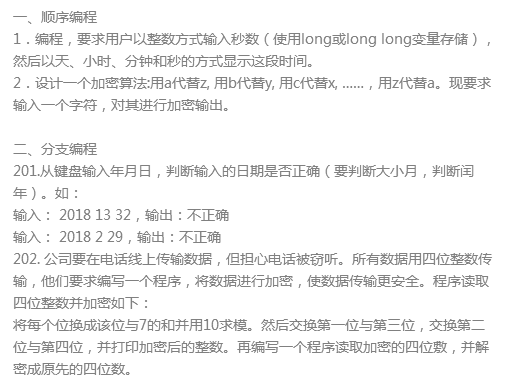 一、顺序编程
1．编程，要求用户以整数方式输入秒数（使用long或long long变量存储），
然后以天、小时、分钟和秒的方式显示这段时间。
2．设计一个加密算法:用a代替z, 用b代替y, 用c代替x, ......，用z代替a。现要求
输入一个字符，对其进行加密输出。
二、分支编程
201.从键盘输入年月日，判断输入的日期是否正确（要判断大小月，判断闰
年）。如：
输入： 2018 13 32，输出：不正确
输入： 2018 2 29，输出：不正确
202. 公司要在电话线上传输数据，但担心电话被窃听。所有数据用四位整数传
输，他们要求编写一个程序，将数据进行加密，使数据传输更安全。程序读取
四位整数并加密如下：
将每个位换成该位与7的和并用10求模。然后交换第一位与第三位，交换第二
位与第四位，并打印加密后的整数。再编写一个程序读取加密的四位数，并解
密成原先的四位数。